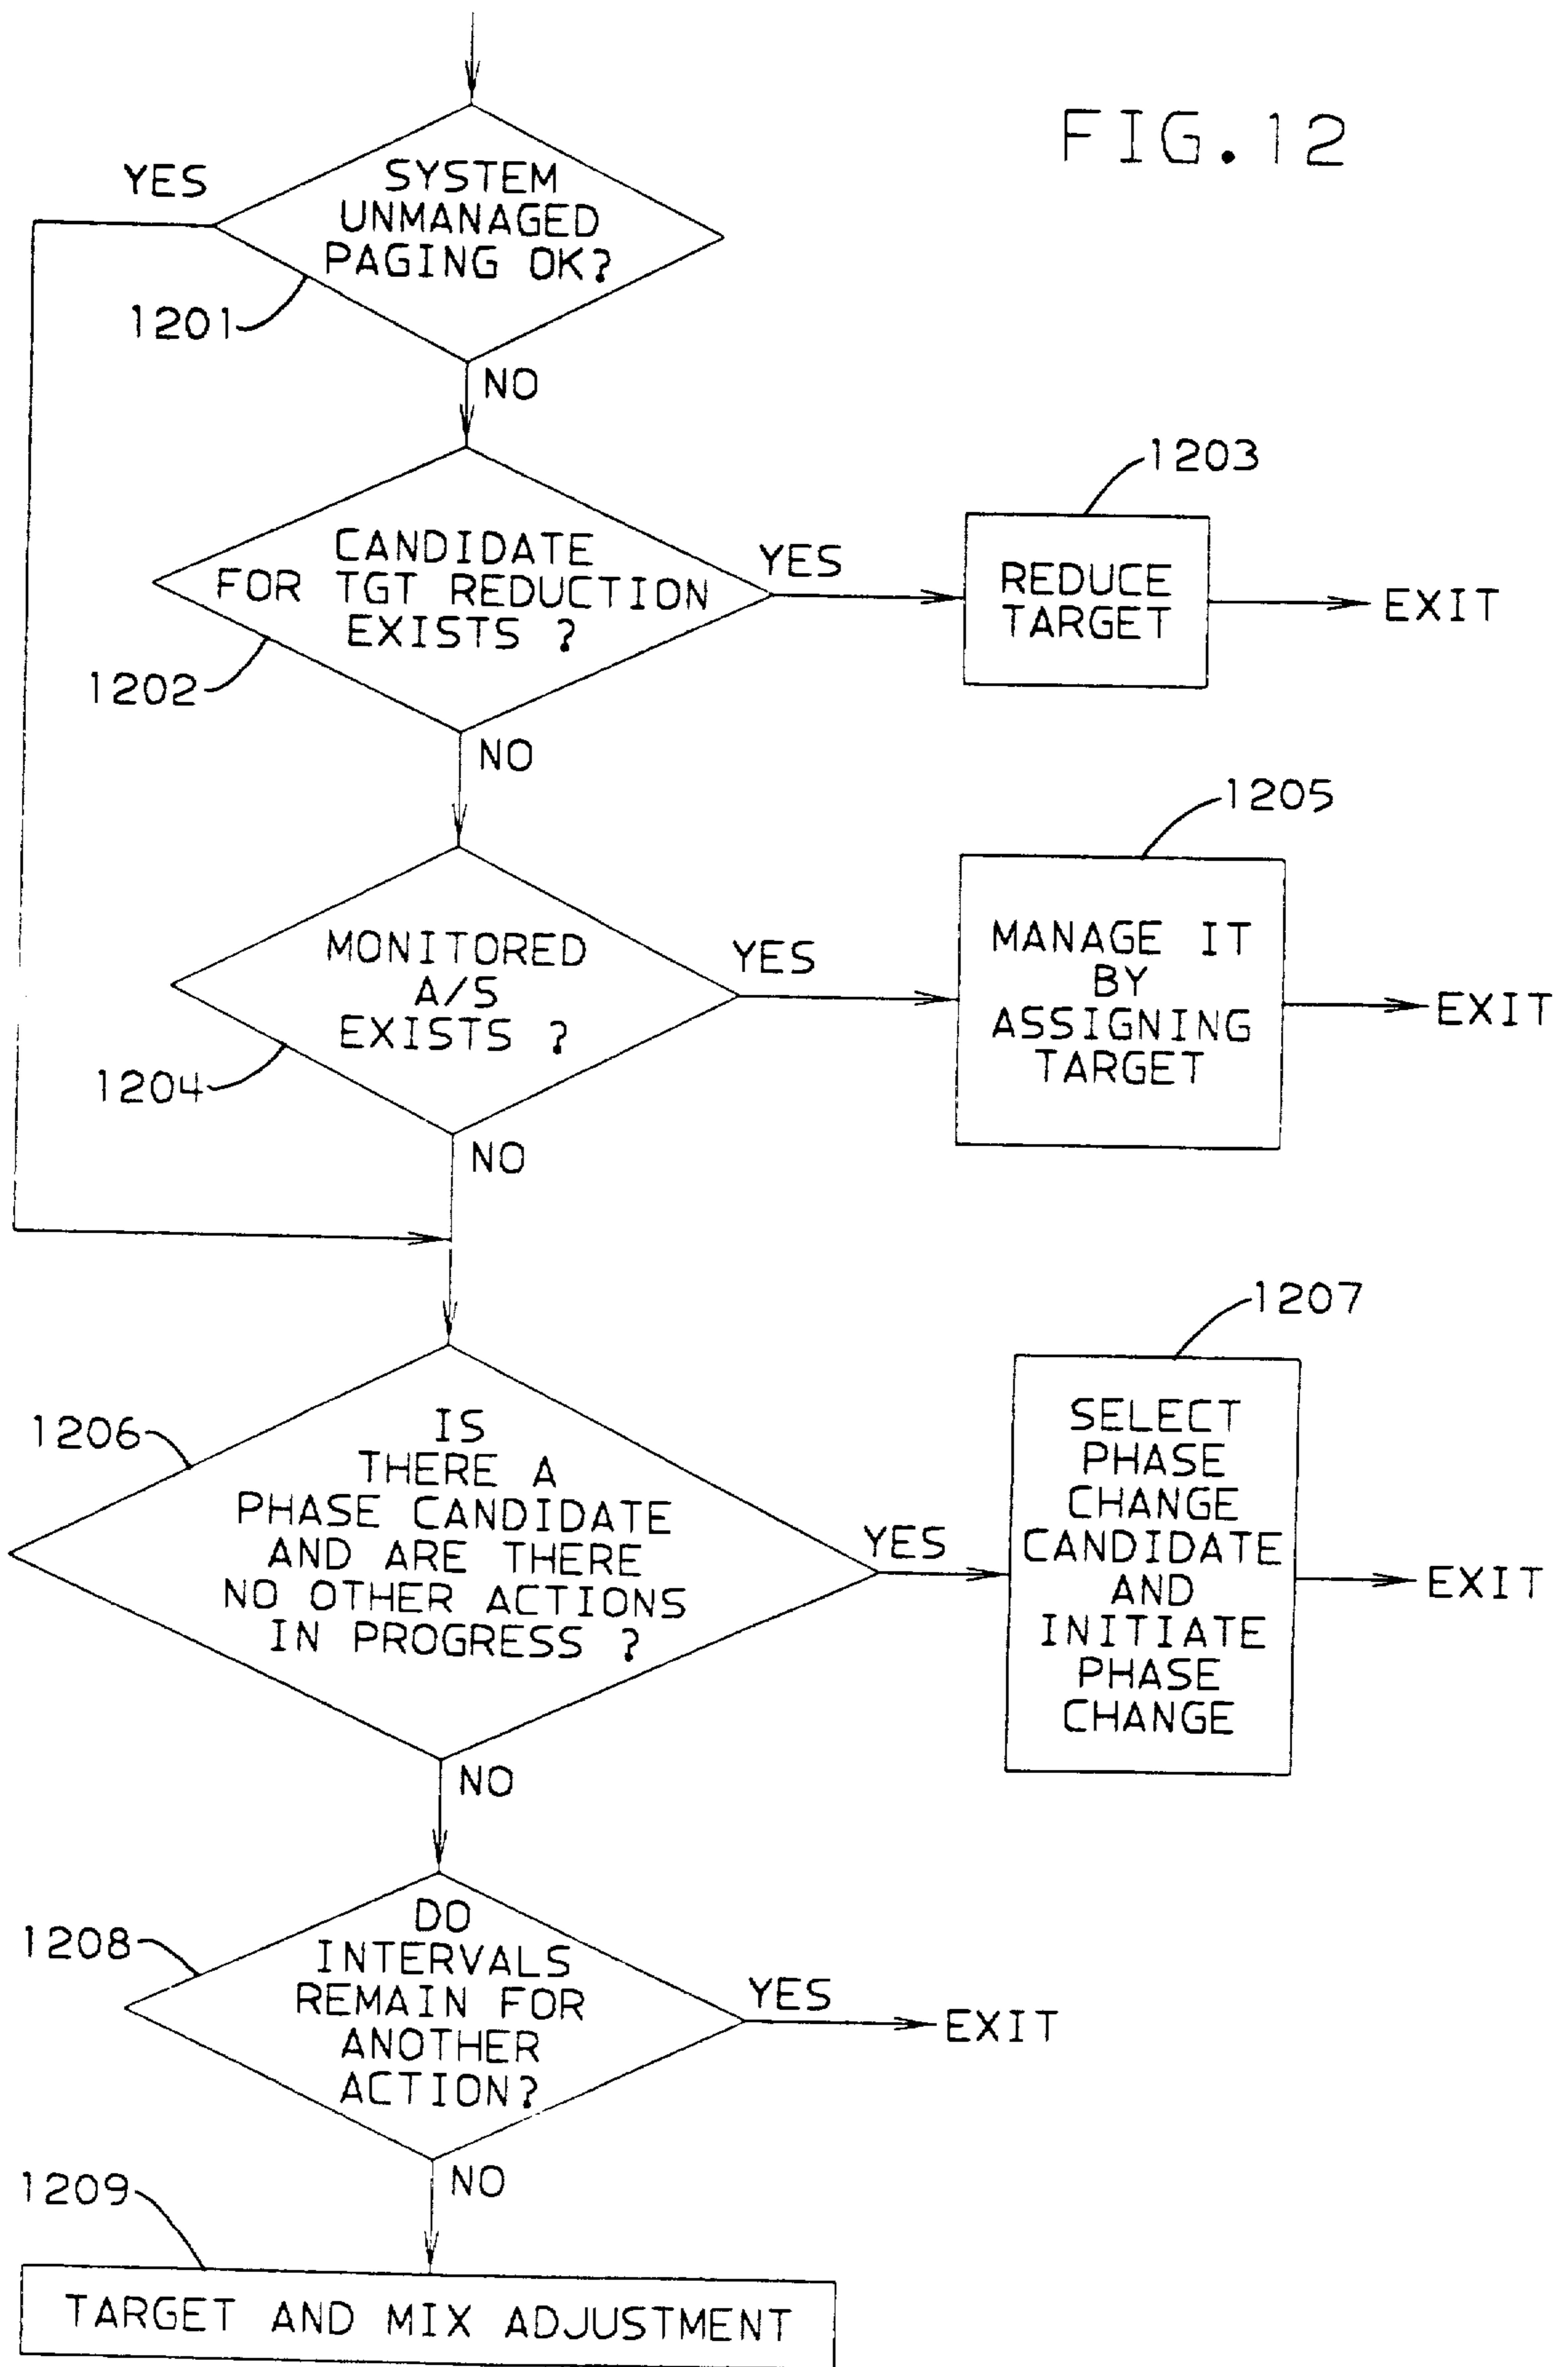 FIG.12
YES
SYSTEM
UNMANAGED
PAGING OK?
1201
NO
1203
CANDIDATE
FOR TGT REDUCTION
EXISTS ?
YES
REDUCE
TARGET
EXIT
1202
NO
1205
MONITORED
A/S
EXISTS ?
YES
MANAGE IT
BY
ASSIGNING
TARGET
EXIT
1204
NO
1207
1206
IS
THERE A
PHASE CANDIDATE
AND ARE THERE
NO OTHER ACTIONS
IN PROGRESS ?
YES
SELECT
PHASE
CHANGE
CANDIDATE
AND
INITIATE
PHASE
CHANGE
EXIT
NO
1208
DO
INTERVALS
REMAIN FOR
ANOTHER
ACTION?
YES
EXIT
NO
1209
TARGET AND MIX ADJUSTMENT